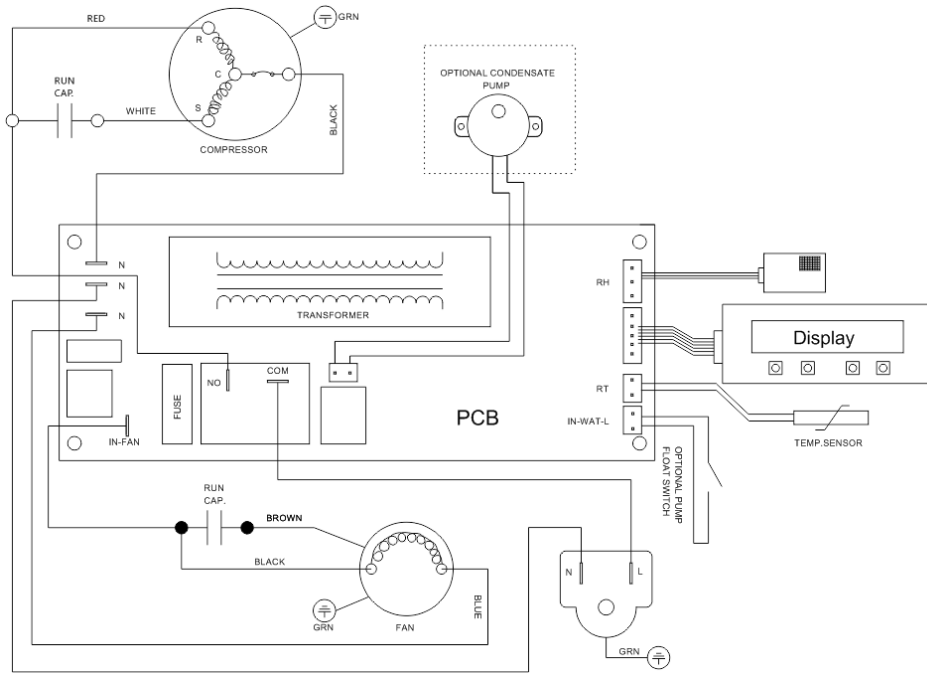 RED
GRN
R
C
S
RUN
CAP.
WHITE
BLACK
COMPRESSOR
OPTIONAL CONDENSATE
PUMP
N
N
N
TRANSFORMER
RH
Display
NO
COM
FUSE
PCB
RT
IN-WAT-L
IN-FAN
TEMP.SENSOR
OPTIONAL PUMP
FLOAT SWITCH
RUN
CAP.
BROWN
BLACK
BLUE
GRN
FAN
N
L
GRN